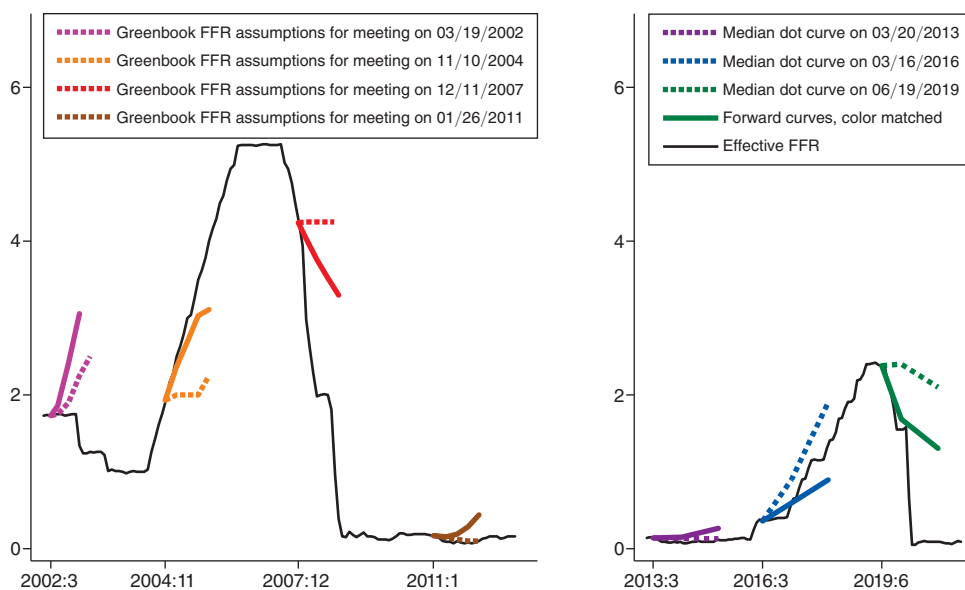 Greenbook FFR assumptions for meeting on 03/19/2002
Greenbook FFR assumptions for meeting on 11/10/2004
Greenbook FFR assumptions for meeting on 12/11/2007
Greenbook FFR assumptions for meeting on 01/26/2011
6
4
2
0
2002:3
2004:11
2007:12
2011:1
Median dot curve on 03/20/2013
Median dot curve on 03/16/2016
Median dot curve on 06/19/2019
Forward curves, color matched
Effective FFR
6
4
2
0
2013:3
2016:3
2019:6